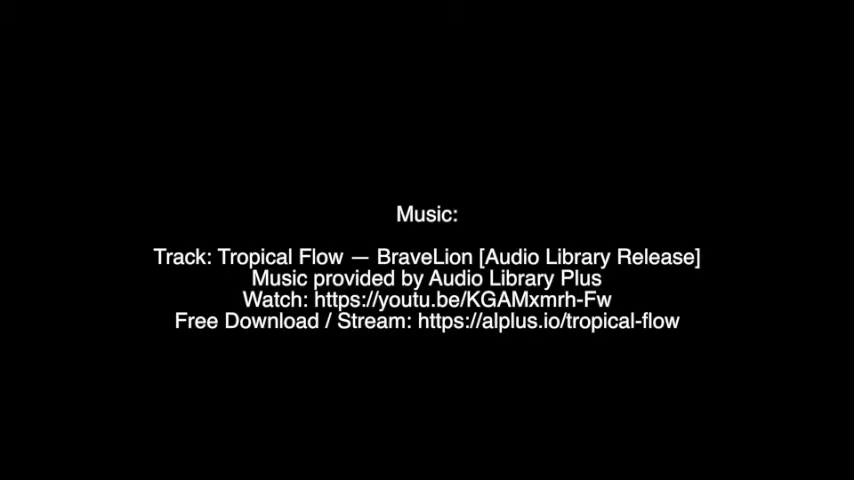 Music:
Track: Tropical Flow — BraveLion [Audio Library Release]
Music provided by Audio Library Plus
Watch: https://youtu.be/KGAMxmrh-Fw
Free Download / Stream: https://alplus.io/tropical-flow